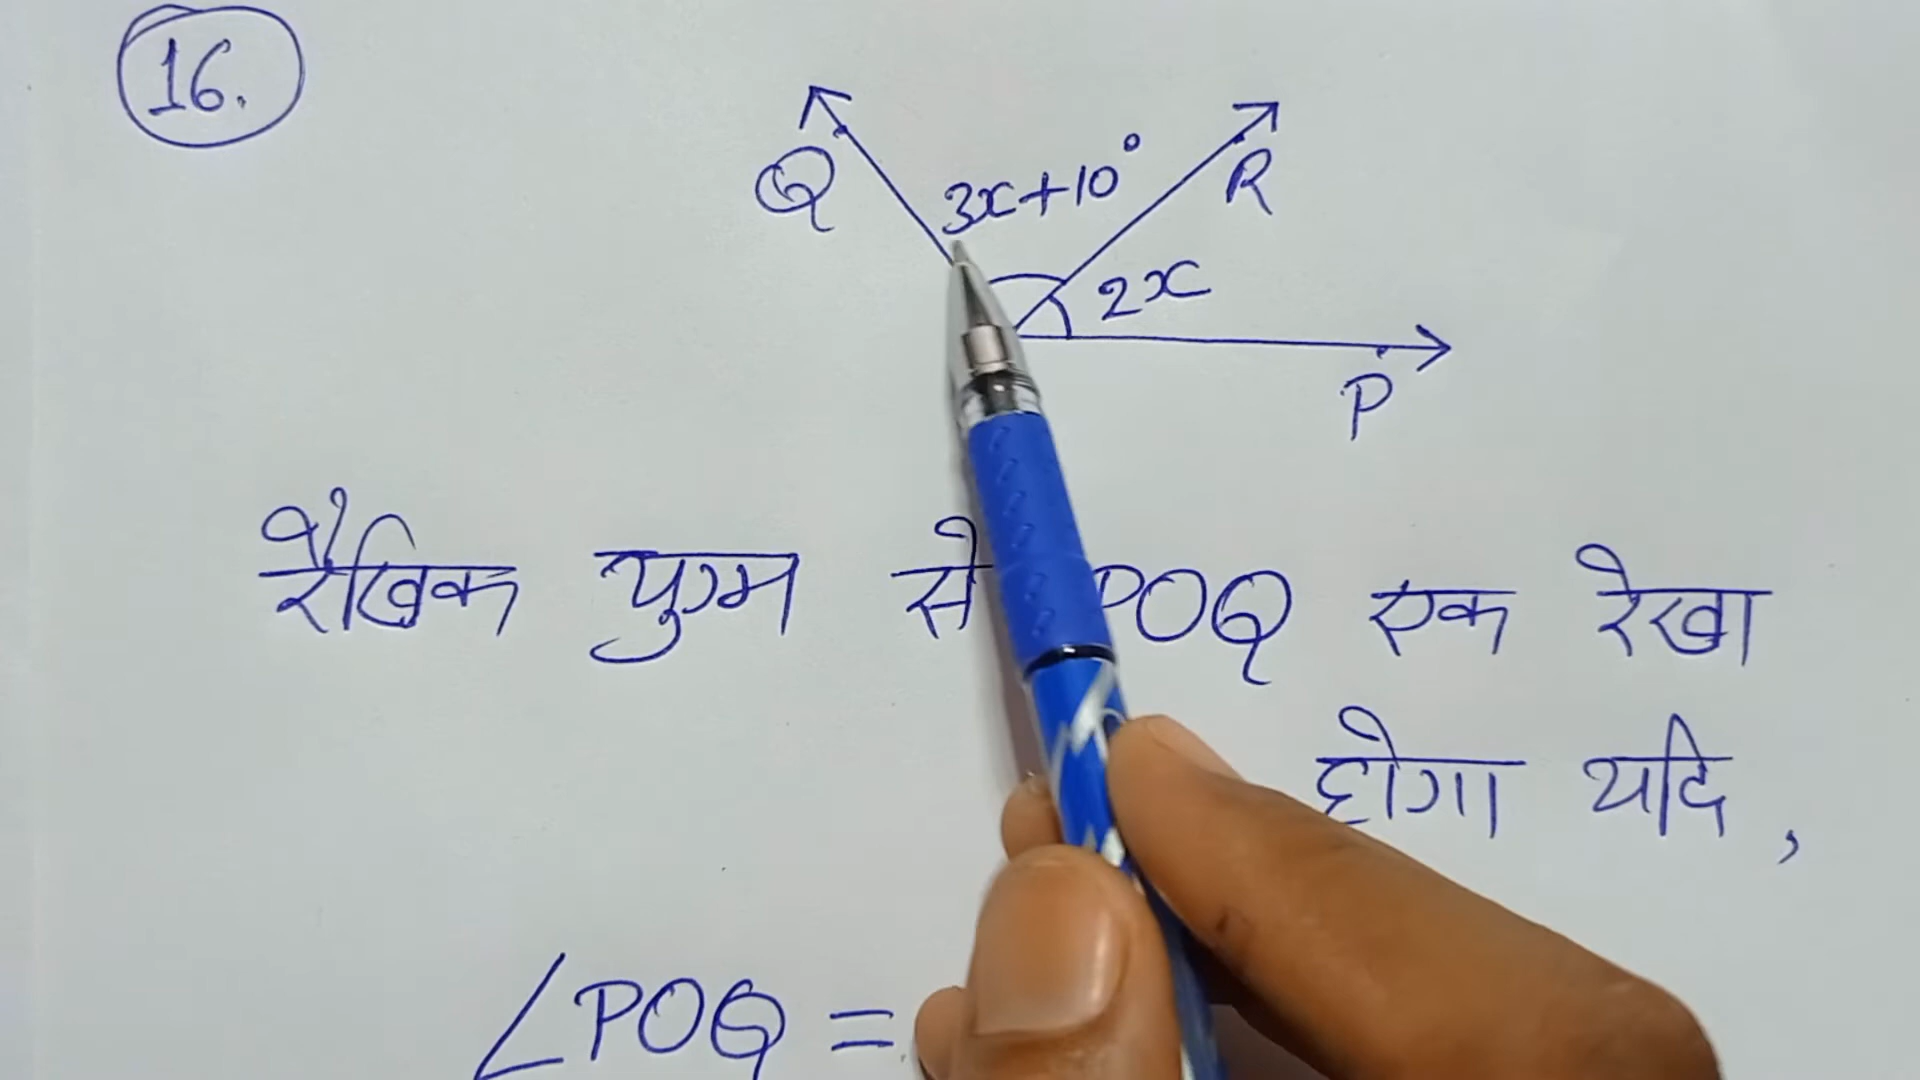 16.
Q
3x+10°
R
2x
P
रैखिक युग्म से POQ एक रेखा
होगा यदि,
∠POQ =